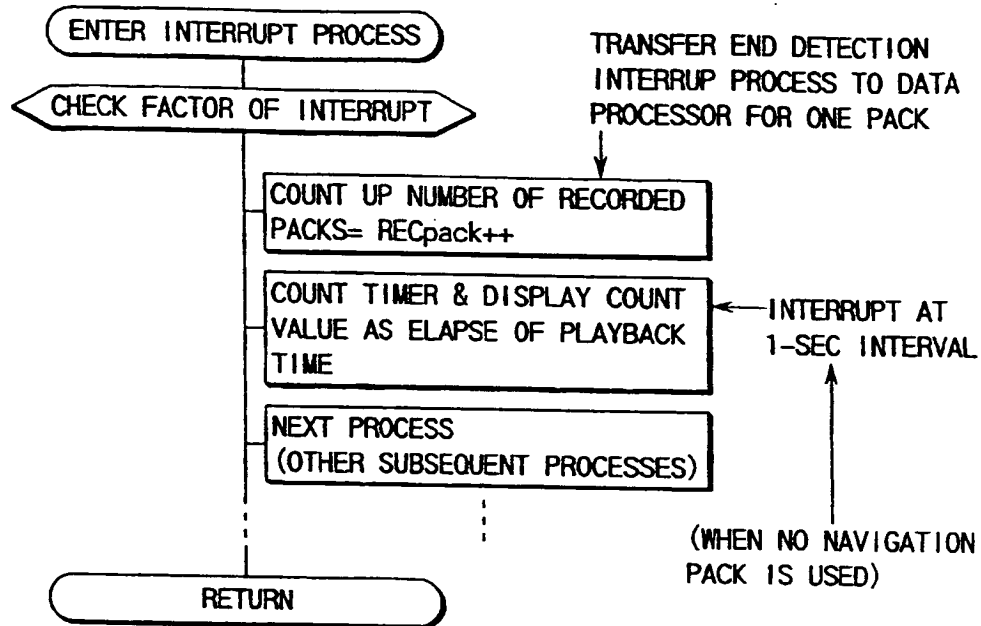 ENTER INTERRUPT PROCESS
CHECK FACTOR OF INTERRUPT
TRANSFER END DETECTION
INTERRUP PROCESS TO DATA
PROCESSOR FOR ONE PACK
COUNT UP NUMBER OF RECORDED
PACKS= RECpack++
COUNT TIMER & DISPLAY COUNT
VALUE AS ELAPSE OF PLAYBACK
TIME
INTERRUPT AT
1-SEC INTERVAL
NEXT PROCESS
(OTHER SUBSEQUENT PROCESSES)
(WHEN NO NAVIGATION
PACK IS USED)
RETURN